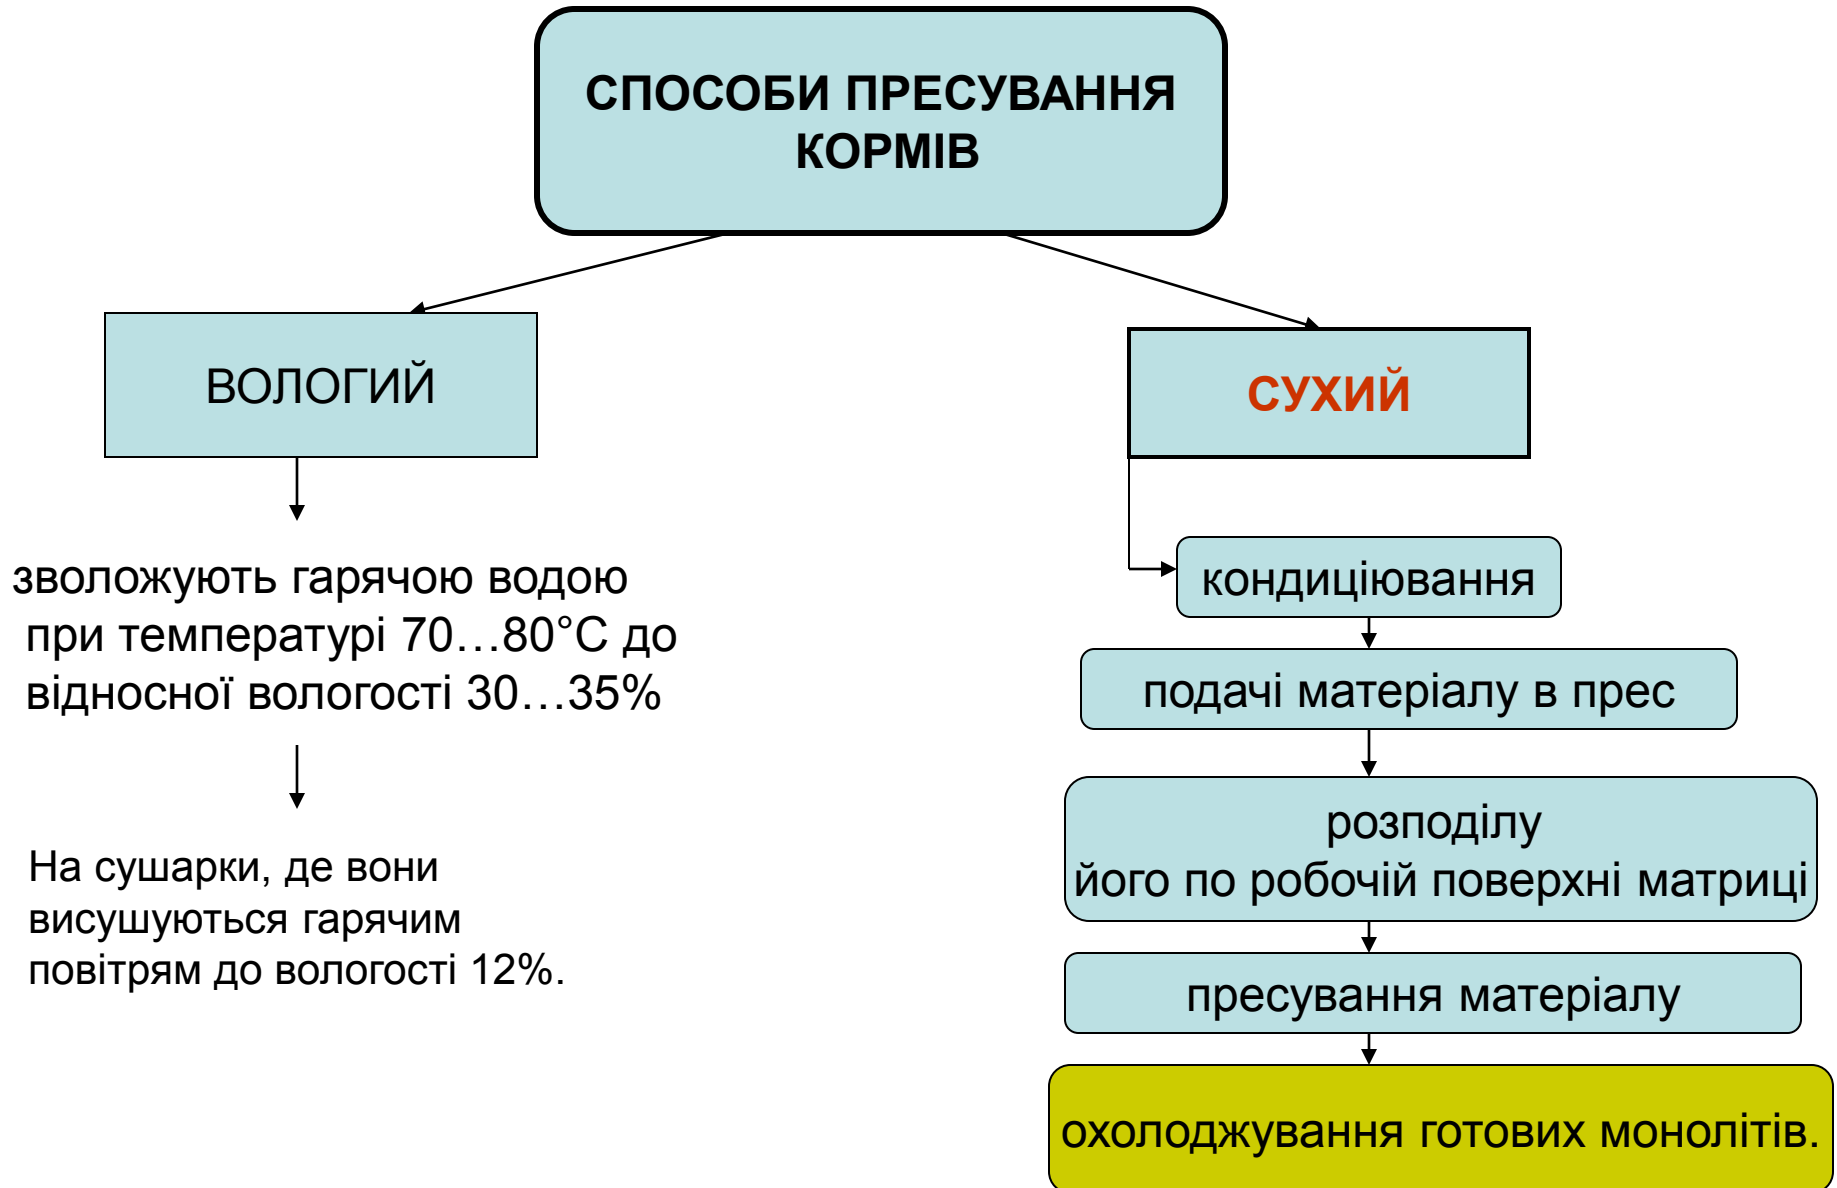 СПОСОБИ ПРЕСУВАННЯ
КОРМІВ
ВОЛОГИЙ
зволожують гарячою водою
при температурі 70…80°С до
відносної вологості 30…35%
На сушарки, де вони
висушуються гарячим
повітрям до вологості 12%.
СУХИЙ
кондиціювання
подачі матеріалу в прес
розподілу
його по робочій поверхні матриці
пресування матеріалу
охолоджування готових монолітів.